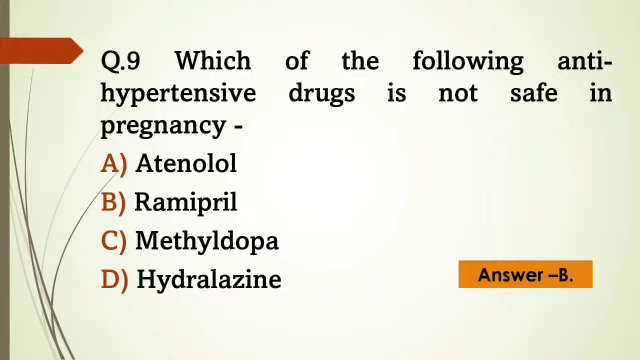 Q.9 Which of the following anti-
hypertensive drugs is not safe in
pregnancy -
A) Atenolol
B) Ramipril
C) Methyldopa
D) Hydralazine
Answer –B.